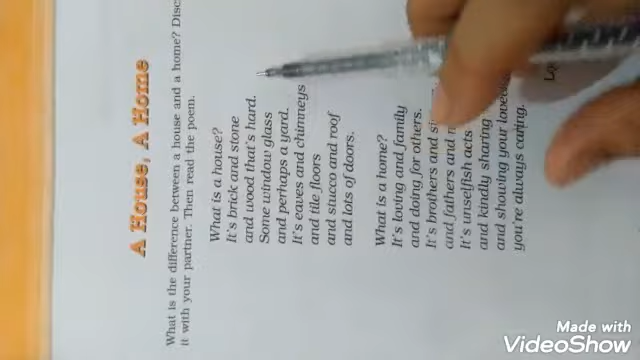 A House, A Home
What is the difference between a house and a home?
it with your partner. Then read the poem.
What is a house?
It's brick and stone
and wood that's hard.
Some window glass
and perhaps a yard.
It's eaves and chimneys
and tile floors
and stucco and roof
and lots of doors.
What is a home?
It's loving and family
and doing for others.
It's brothers and
and fathers and
It's unselfish acts
and kindly sharing
and showing your
you're always caring.
Made with
VideoShow